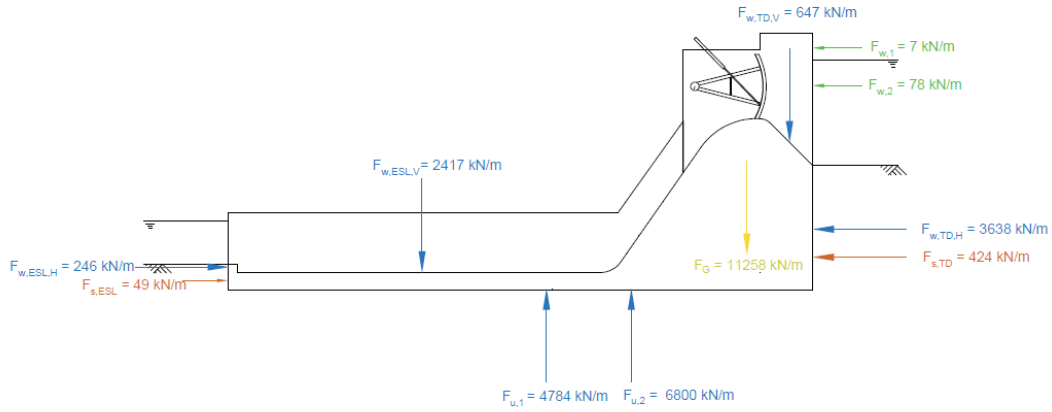 F_w,TD,V = 647 kN/m
F_w,1 = 7 kN/m
F_w,2 = 78 kN/m
F_w,ESL,V = 2417 kN/m
F_w,TD,H = 3638 kN/m
F_w,ESL,H = 246 kN/m
F_G = 11258 kN/m
F_s,TD = 424 kN/m
F_s,ESL = 49 kN/m
F_u,1 = 4784 kN/m
F_u,2 = 6800 kN/m